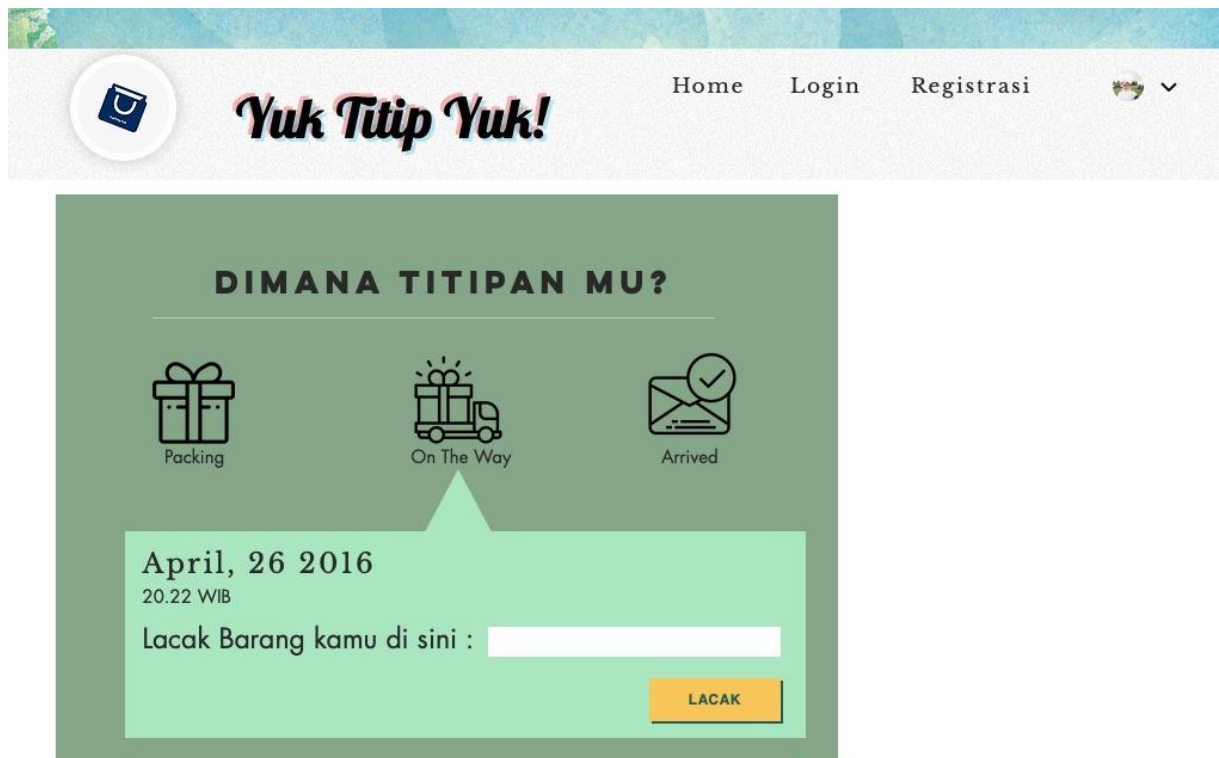 Yuk Titip Yuk!
Home Login Registrasi
DIMANA TITIPAN MU?
Packing On The Way Arrived
April, 26 2016
20.22 WIB
Lacak Barang kamu di sini :
LACAK